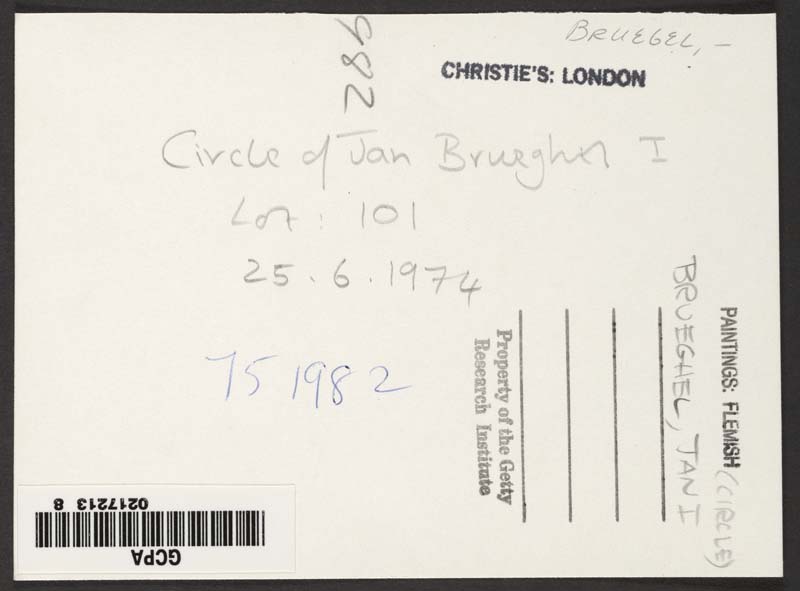 BRUEGEL, –
CHRISTIE'S: LONDON
982
Circle of Jan Brueghel I
Lot: 101
25.6.1974
75 1982
PAINTINGS: FLEMISH (CIRCLE)
BRUEGHEL, JAN I
Property of the Getty
Research Institute
GCPA
0217213 8